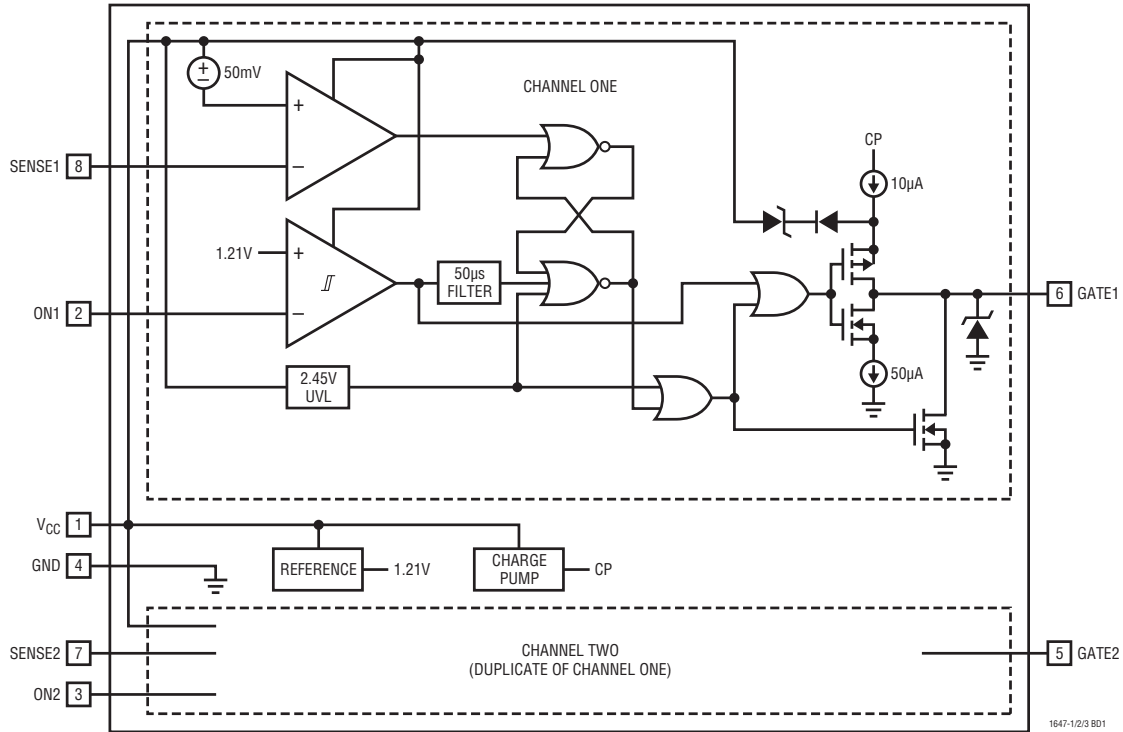 50mV
CHANNEL ONE
+
–
+
–
CP
10µA
SENSE1 8
1.21V
+
–
50µs
FILTER
ON1 2
6 GATE1
2.45V
UVL
50µA
VCC 1
GND 4
REFERENCE
1.21V
CHARGE
PUMP
CP
SENSE2 7
CHANNEL TWO
(DUPLICATE OF CHANNEL ONE)
5 GATE2
ON2 3
1647-1/2/3 BD1